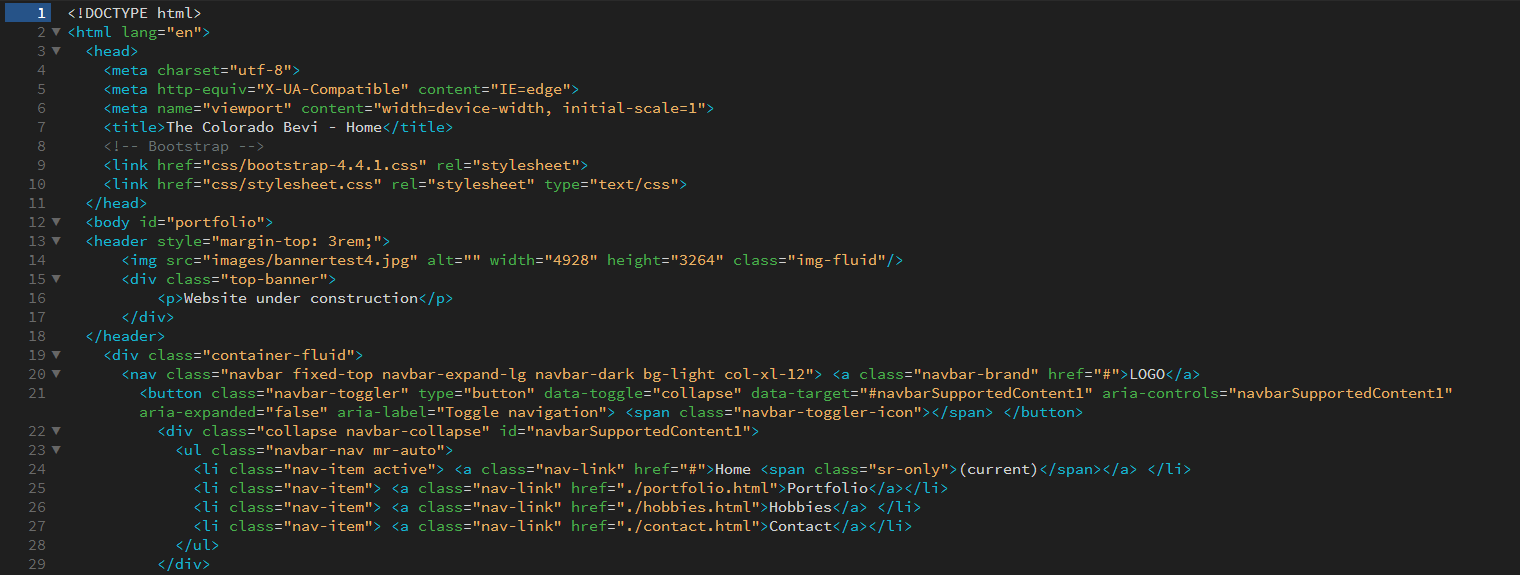 1 <!DOCTYPE html>
2 <html lang="en">
3 <head>
4 <meta charset="utf-8">
5 <meta http-equiv="X-UA-Compatible" content="IE=edge">
6 <meta name="viewport" content="width=device-width, initial-scale=1">
7 <title>The Colorado Bevi - Home</title>
8 <!-- Bootstrap -->
9 <link href="css/bootstrap-4.4.1.css" rel="stylesheet">
10 <link href="css/stylesheet.css" rel="stylesheet" type="text/css">
11 </head>
12 <body id="portfolio">
13 <header style="margin-top: 3rem;">
14 <img src="images/bannertest4.jpg" alt="" width="4928" height="3264" class="img-fluid"/>
15 <div class="top-banner">
16 <p>Website under construction</p>
17 </div>
18 </header>
19 <div class="container-fluid">
20 <nav class="navbar fixed-top navbar-expand-lg navbar-dark bg-light col-xl-12"> <a class="navbar-brand" href="#">LOGO</a>
21 <button class="navbar-toggler" type="button" data-toggle="collapse" data-target="#navbarSupportedContent1" aria-controls="navbarSupportedContent1"
aria-expanded="false" aria-label="Toggle navigation"> <span class="navbar-toggler-icon"></span> </button>
22 <div class="collapse navbar-collapse" id="navbarSupportedContent1">
23 <ul class="navbar-nav mr-auto">
24 <li class="nav-item active"> <a class="nav-link" href="#">Home <span class="sr-only">(current)</span></a> </li>
25 <li class="nav-item"> <a class="nav-link" href="./portfolio.html">Portfolio</a></li>
26 <li class="nav-item"> <a class="nav-link" href="./hobbies.html">Hobbies</a> </li>
27 <li class="nav-item"> <a class="nav-link" href="./contact.html">Contact</a></li>
28 </ul>
29 </div>